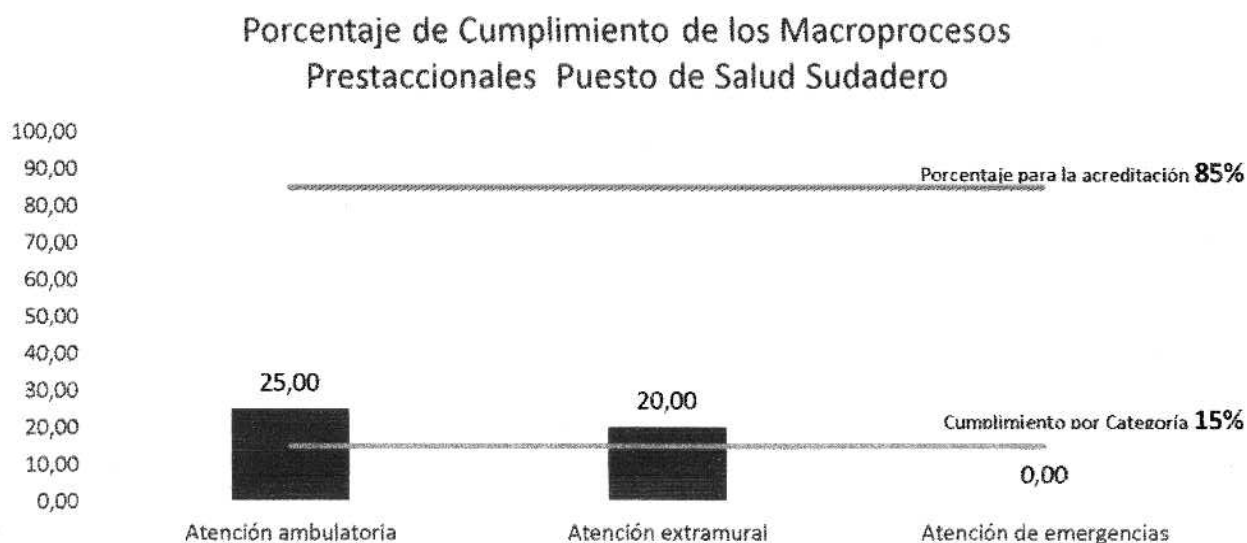 Porcentaje de Cumplimiento de los Macroprocesos
Prestaccionales Puesto de Salud Sudadero
100,00
90,00
80,00
70,00
60,00
50,00
40,00
30,00
20,00
10,00
0,00
Porcentaje para la acreditación 85%
25,00
20,00
Cumplimiento por Categoría 15%
0,00
Atención ambulatoria
Atención extramural
Atención de emergencias